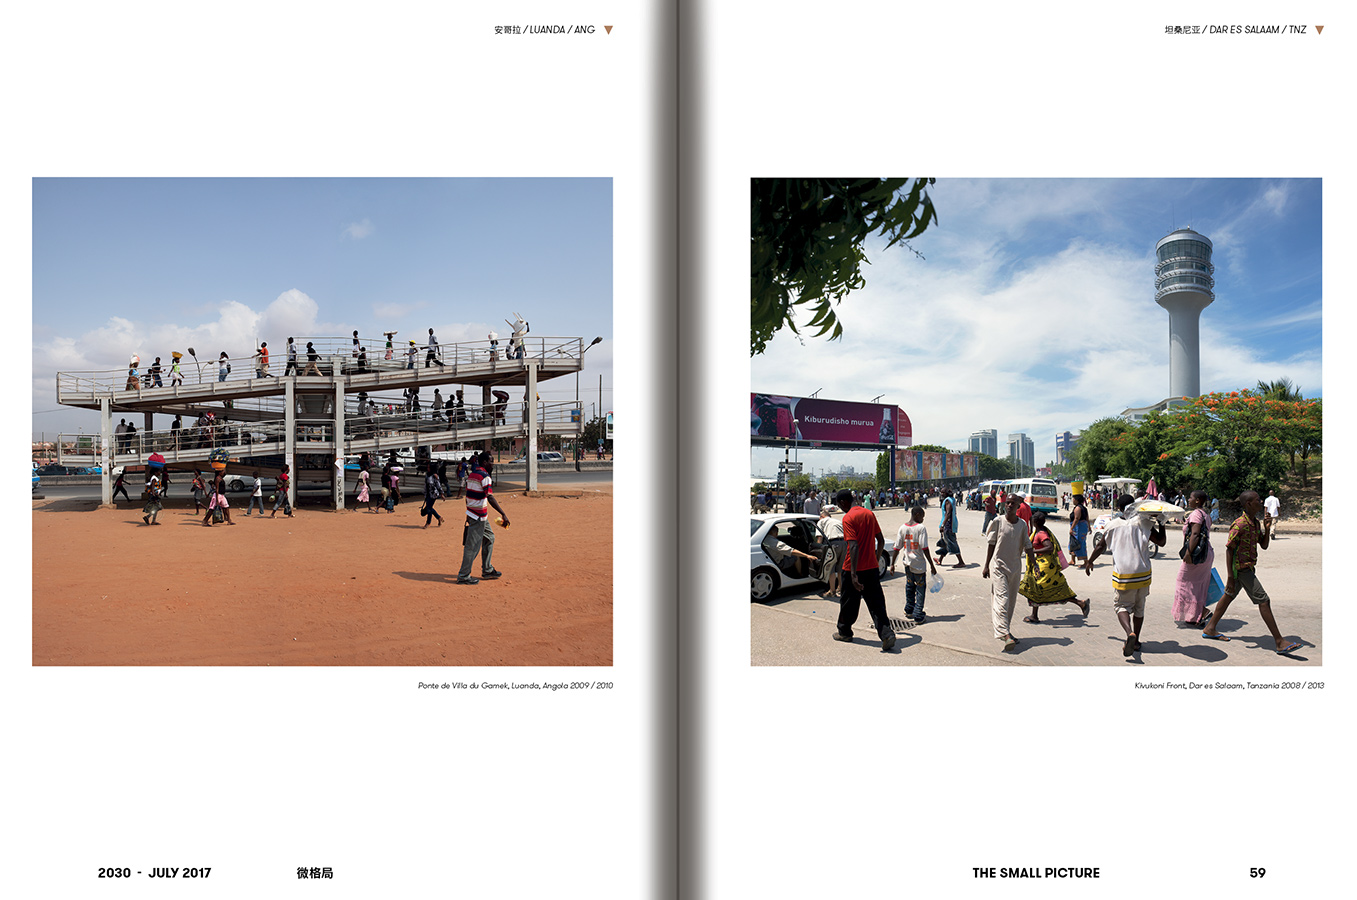 安哥拉 / LUANDA / ANG
Ponte de Villa du Gamek, Luanda, Angola 2009 / 2010
2030 - JULY 2017
微格局
坦桑尼亚 / DAR ES SALAAM / TNZ
Kiburudisho murua
Kivukoni Front, Dar es Salaam, Tanzania 2008 / 2013
THE SMALL PICTURE
59